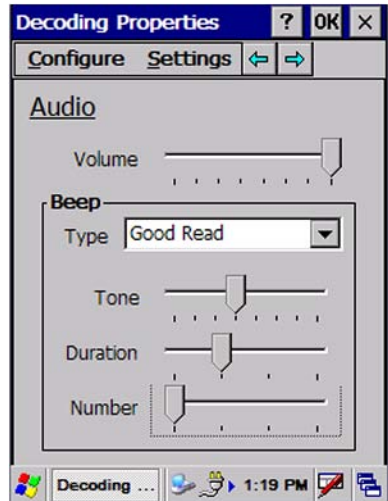 Decoding Properties ? OK ×
Configure Settings
Audio
Volume
Beep
Type Good Read
Tone
Duration
Number
Decoding ... 1:19 PM